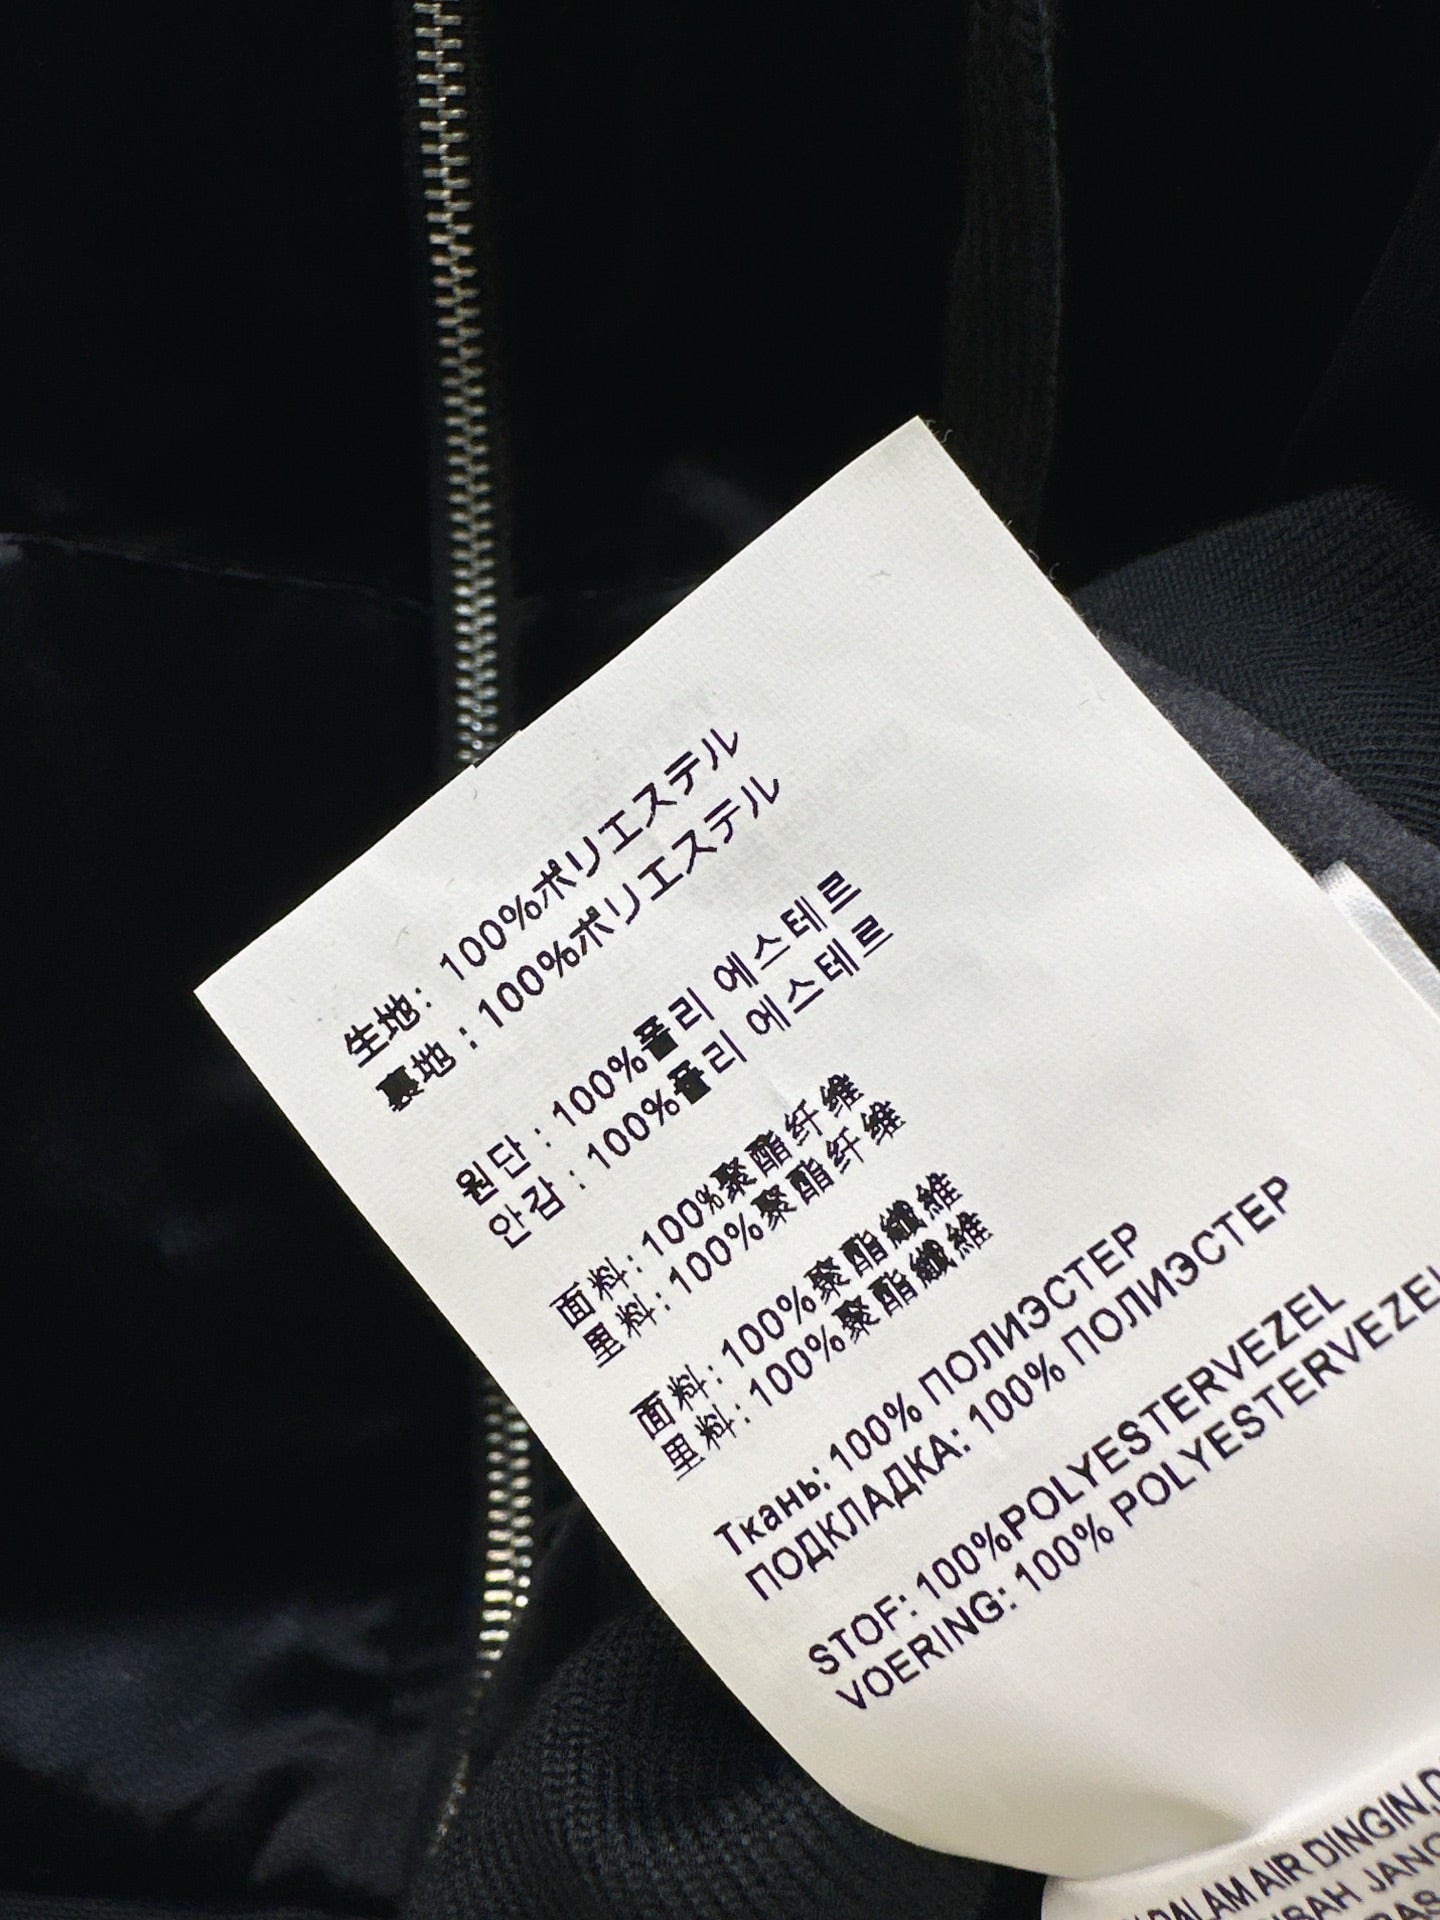 生地: 100%ポリエステル
裏地 : 100%ポリエステル
원단 : 100%폴리 에스테르
안감 : 100%폴리 에스테르
面料: 100%聚酯纤维
里料: 100%聚酯纤维
面料: 100%聚酯纖維
里料: 100%聚酯纖維
Ткань: 100% ПОЛИЭСТЕР
ПОДКЛАДКА: 100% ПОЛИЭСТЕР
STOF: 100%POLYESTERVEZEL
VOERING: 100% POLYESTERVEZEL
DALAM AIR DINGIN,